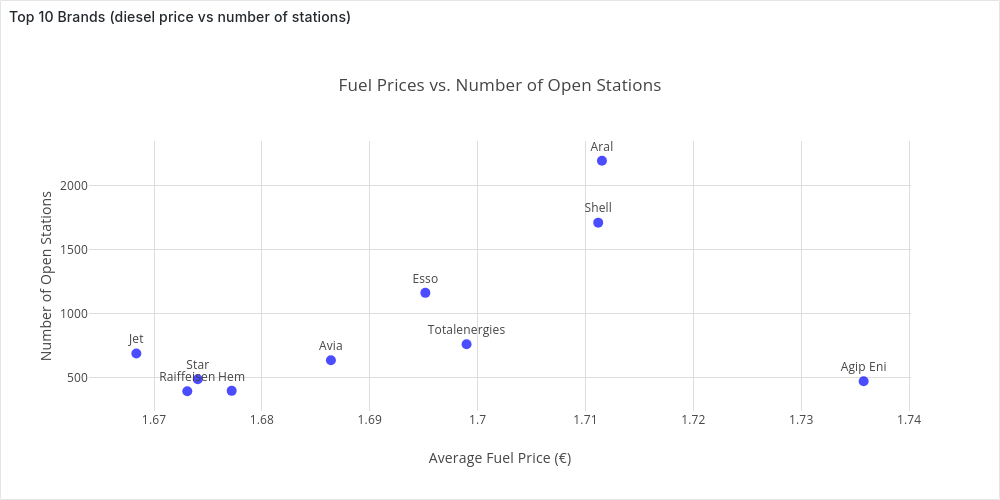 Top 10 Brands (diesel price vs number of stations)
Fuel Prices vs. Number of Open Stations
Number of Open Stations
2000
1500
1000
500
Aral
Shell
Esso
Totalenergies
Jet
Avia
Star
Raiffeisen
Hem
Agip Eni
1.67
1.68
1.69
1.7
1.71
1.72
1.73
1.74
Average Fuel Price (€)